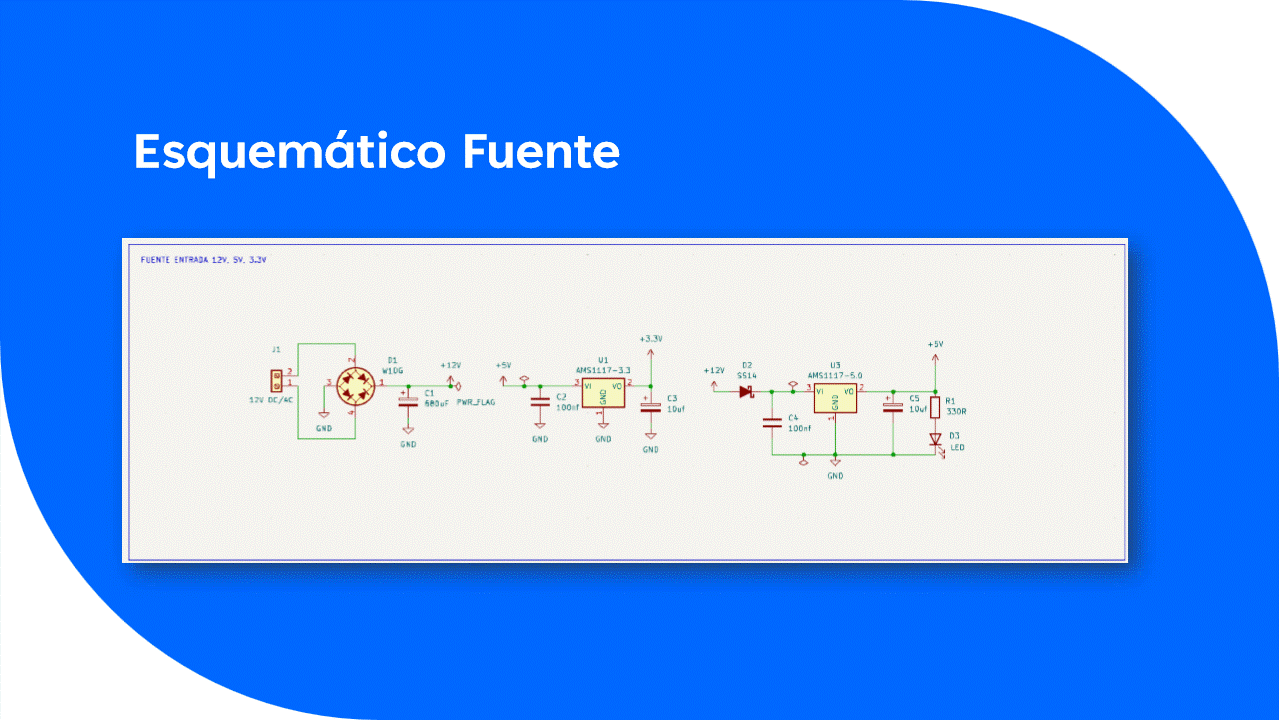 Esquemático Fuente
FUENTE ENTRADA 12V, 5V, 3.3V
J1
2
1
12V DC/AC
2
3
1
4
D1
W10G
GND
+12V
C1
680uF
PWR_FLAG
GND
+5V
C2
100nf
GND
U1
AMS1117-3.3
3
VI
VO
2
GND
1
GND
+3.3V
C3
10uf
GND
+12V
D2
SS14
C4
100nf
U3
AMS1117-5.0
3
VI
VO
2
GND
1
GND
C5
10uf
+5V
R1
330R
D3
LED